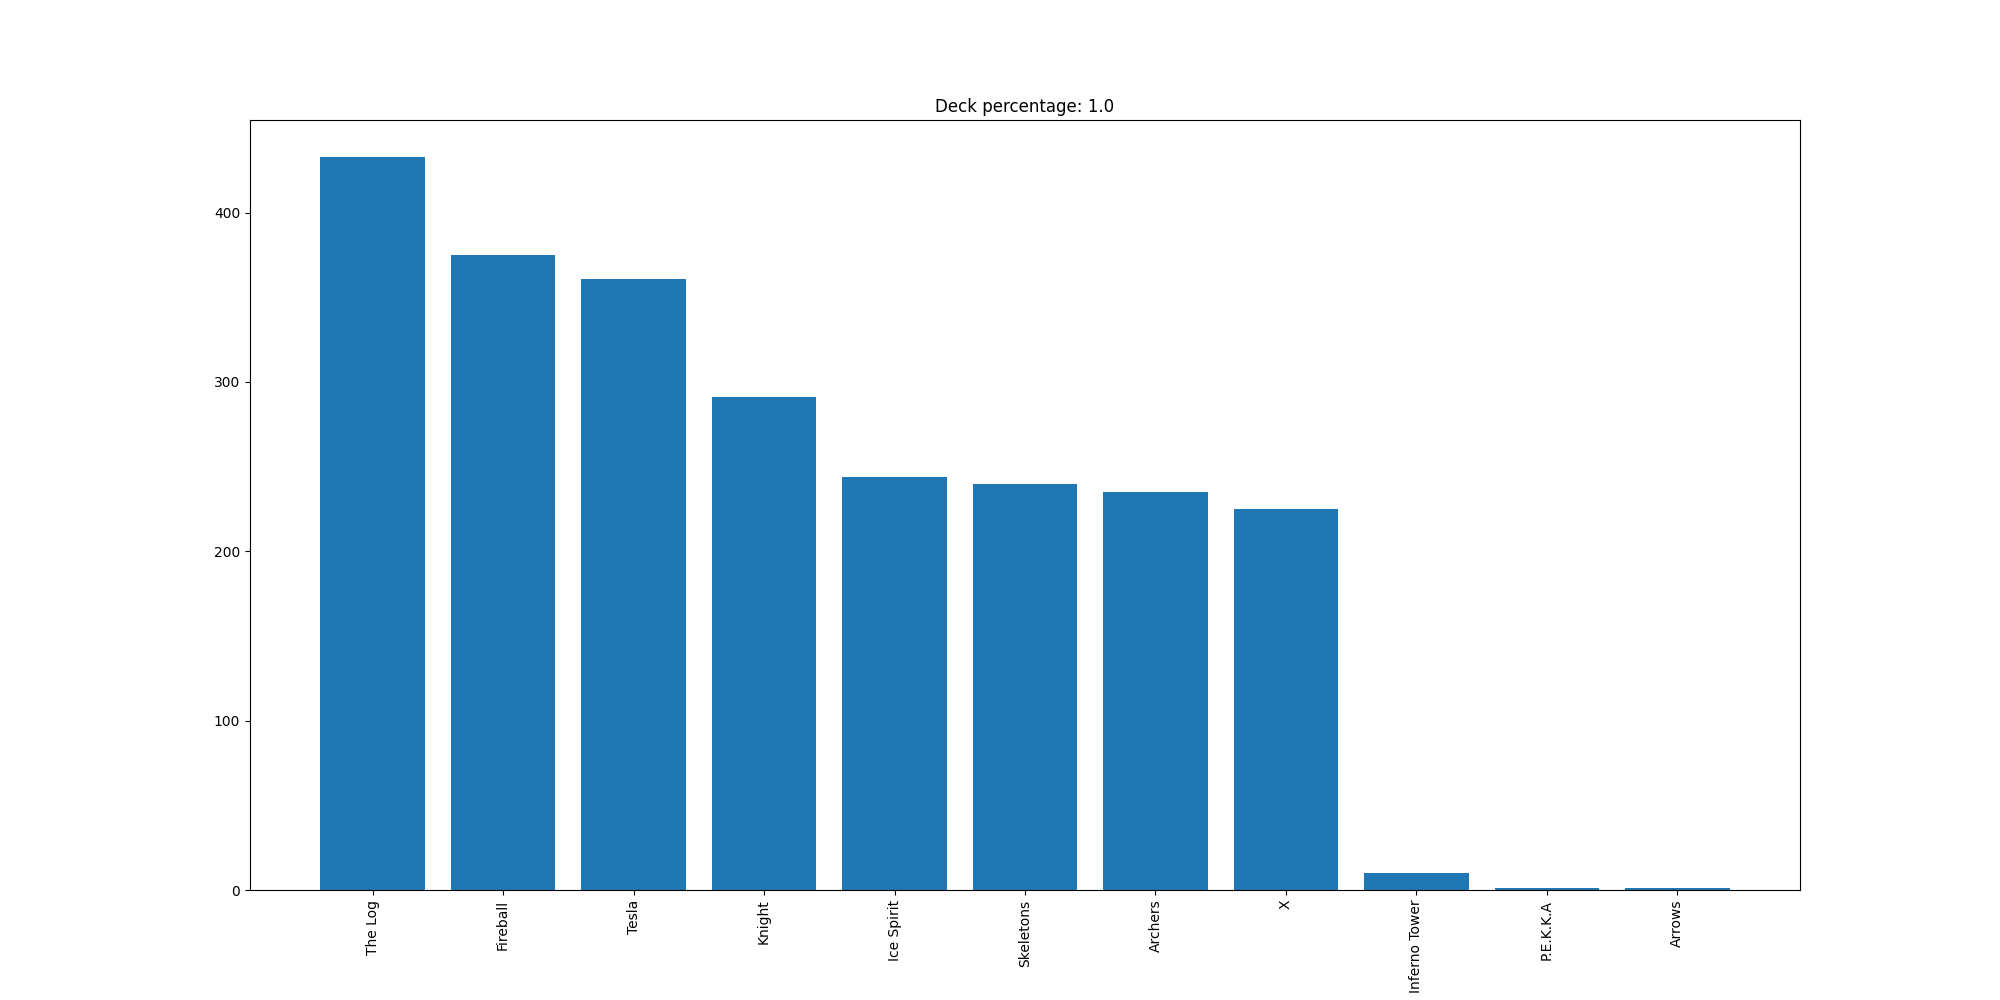 Deck percentage: 1.0
400
300
200
100
0
The Log
Fireball
Tesla
Knight
Ice Spirit
Skeletons
Archers
X
Inferno Tower
P.E.K.K.A
Arrows